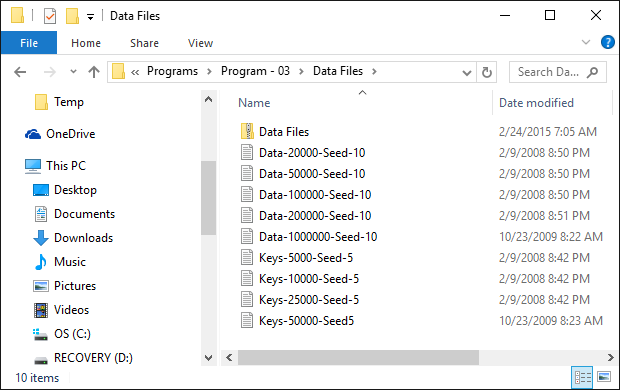 Data Files
File Home Share View
Programs Program - 03 Data Files Search Da...
Temp
OneDrive
This PC
Desktop
Documents
Downloads
Music
Pictures
Videos
OS (C:)
RECOVERY (D:)
Name Date modified
Data Files 2/24/2015 7:05 AM
Data-20000-Seed-10 2/9/2008 8:50 PM
Data-50000-Seed-10 2/9/2008 8:50 PM
Data-100000-Seed-10 2/9/2008 8:50 PM
Data-200000-Seed-10 2/9/2008 8:51 PM
Data-1000000-Seed-10 10/23/2009 8:22 AM
Keys-5000-Seed-5 2/9/2008 8:42 PM
Keys-10000-Seed-5 2/9/2008 8:42 PM
Keys-25000-Seed-5 2/9/2008 8:42 PM
Keys-50000-Seed5 10/23/2009 8:23 AM
10 items